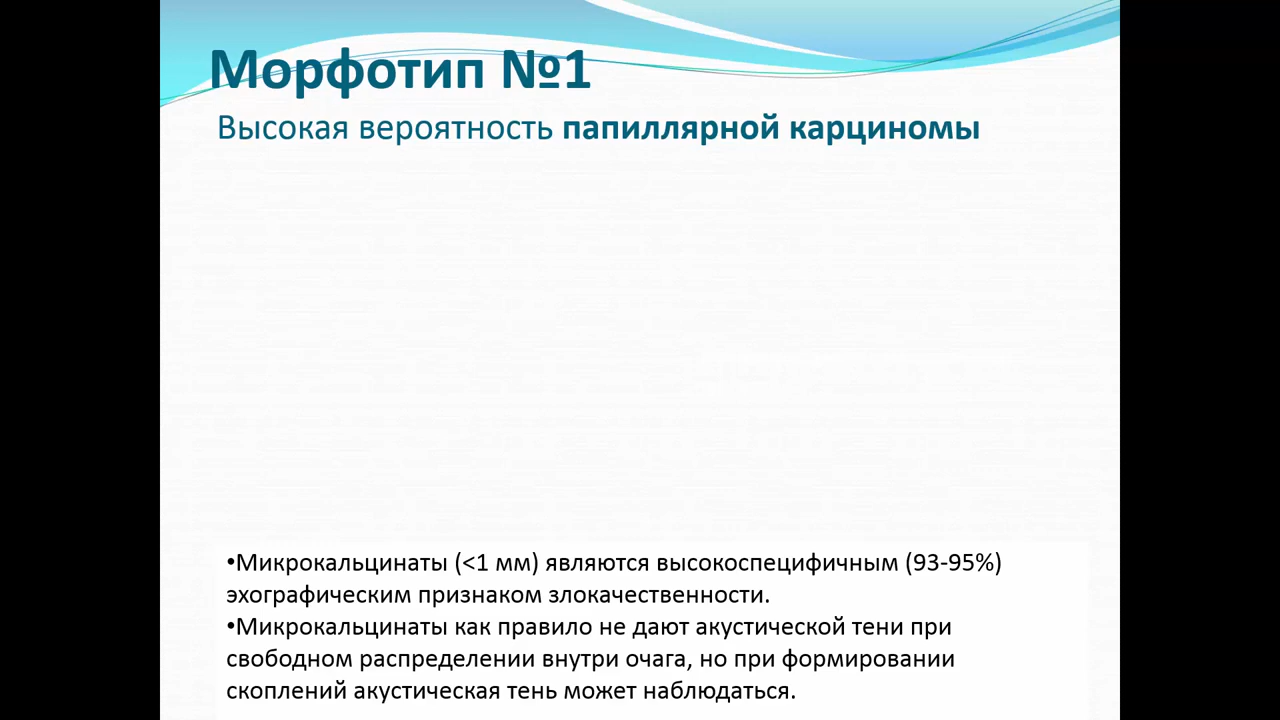 Морфотип №1
Высокая вероятность папиллярной карциномы
•Микрокальцинаты (<1 мм) являются высокоспецифичным (93-95%)
эхографическим признаком злокачественности.
•Микрокальцинаты как правило не дают акустической тени при
свободном распределении внутри очага, но при формировании
скоплений акустическая тень может наблюдаться.